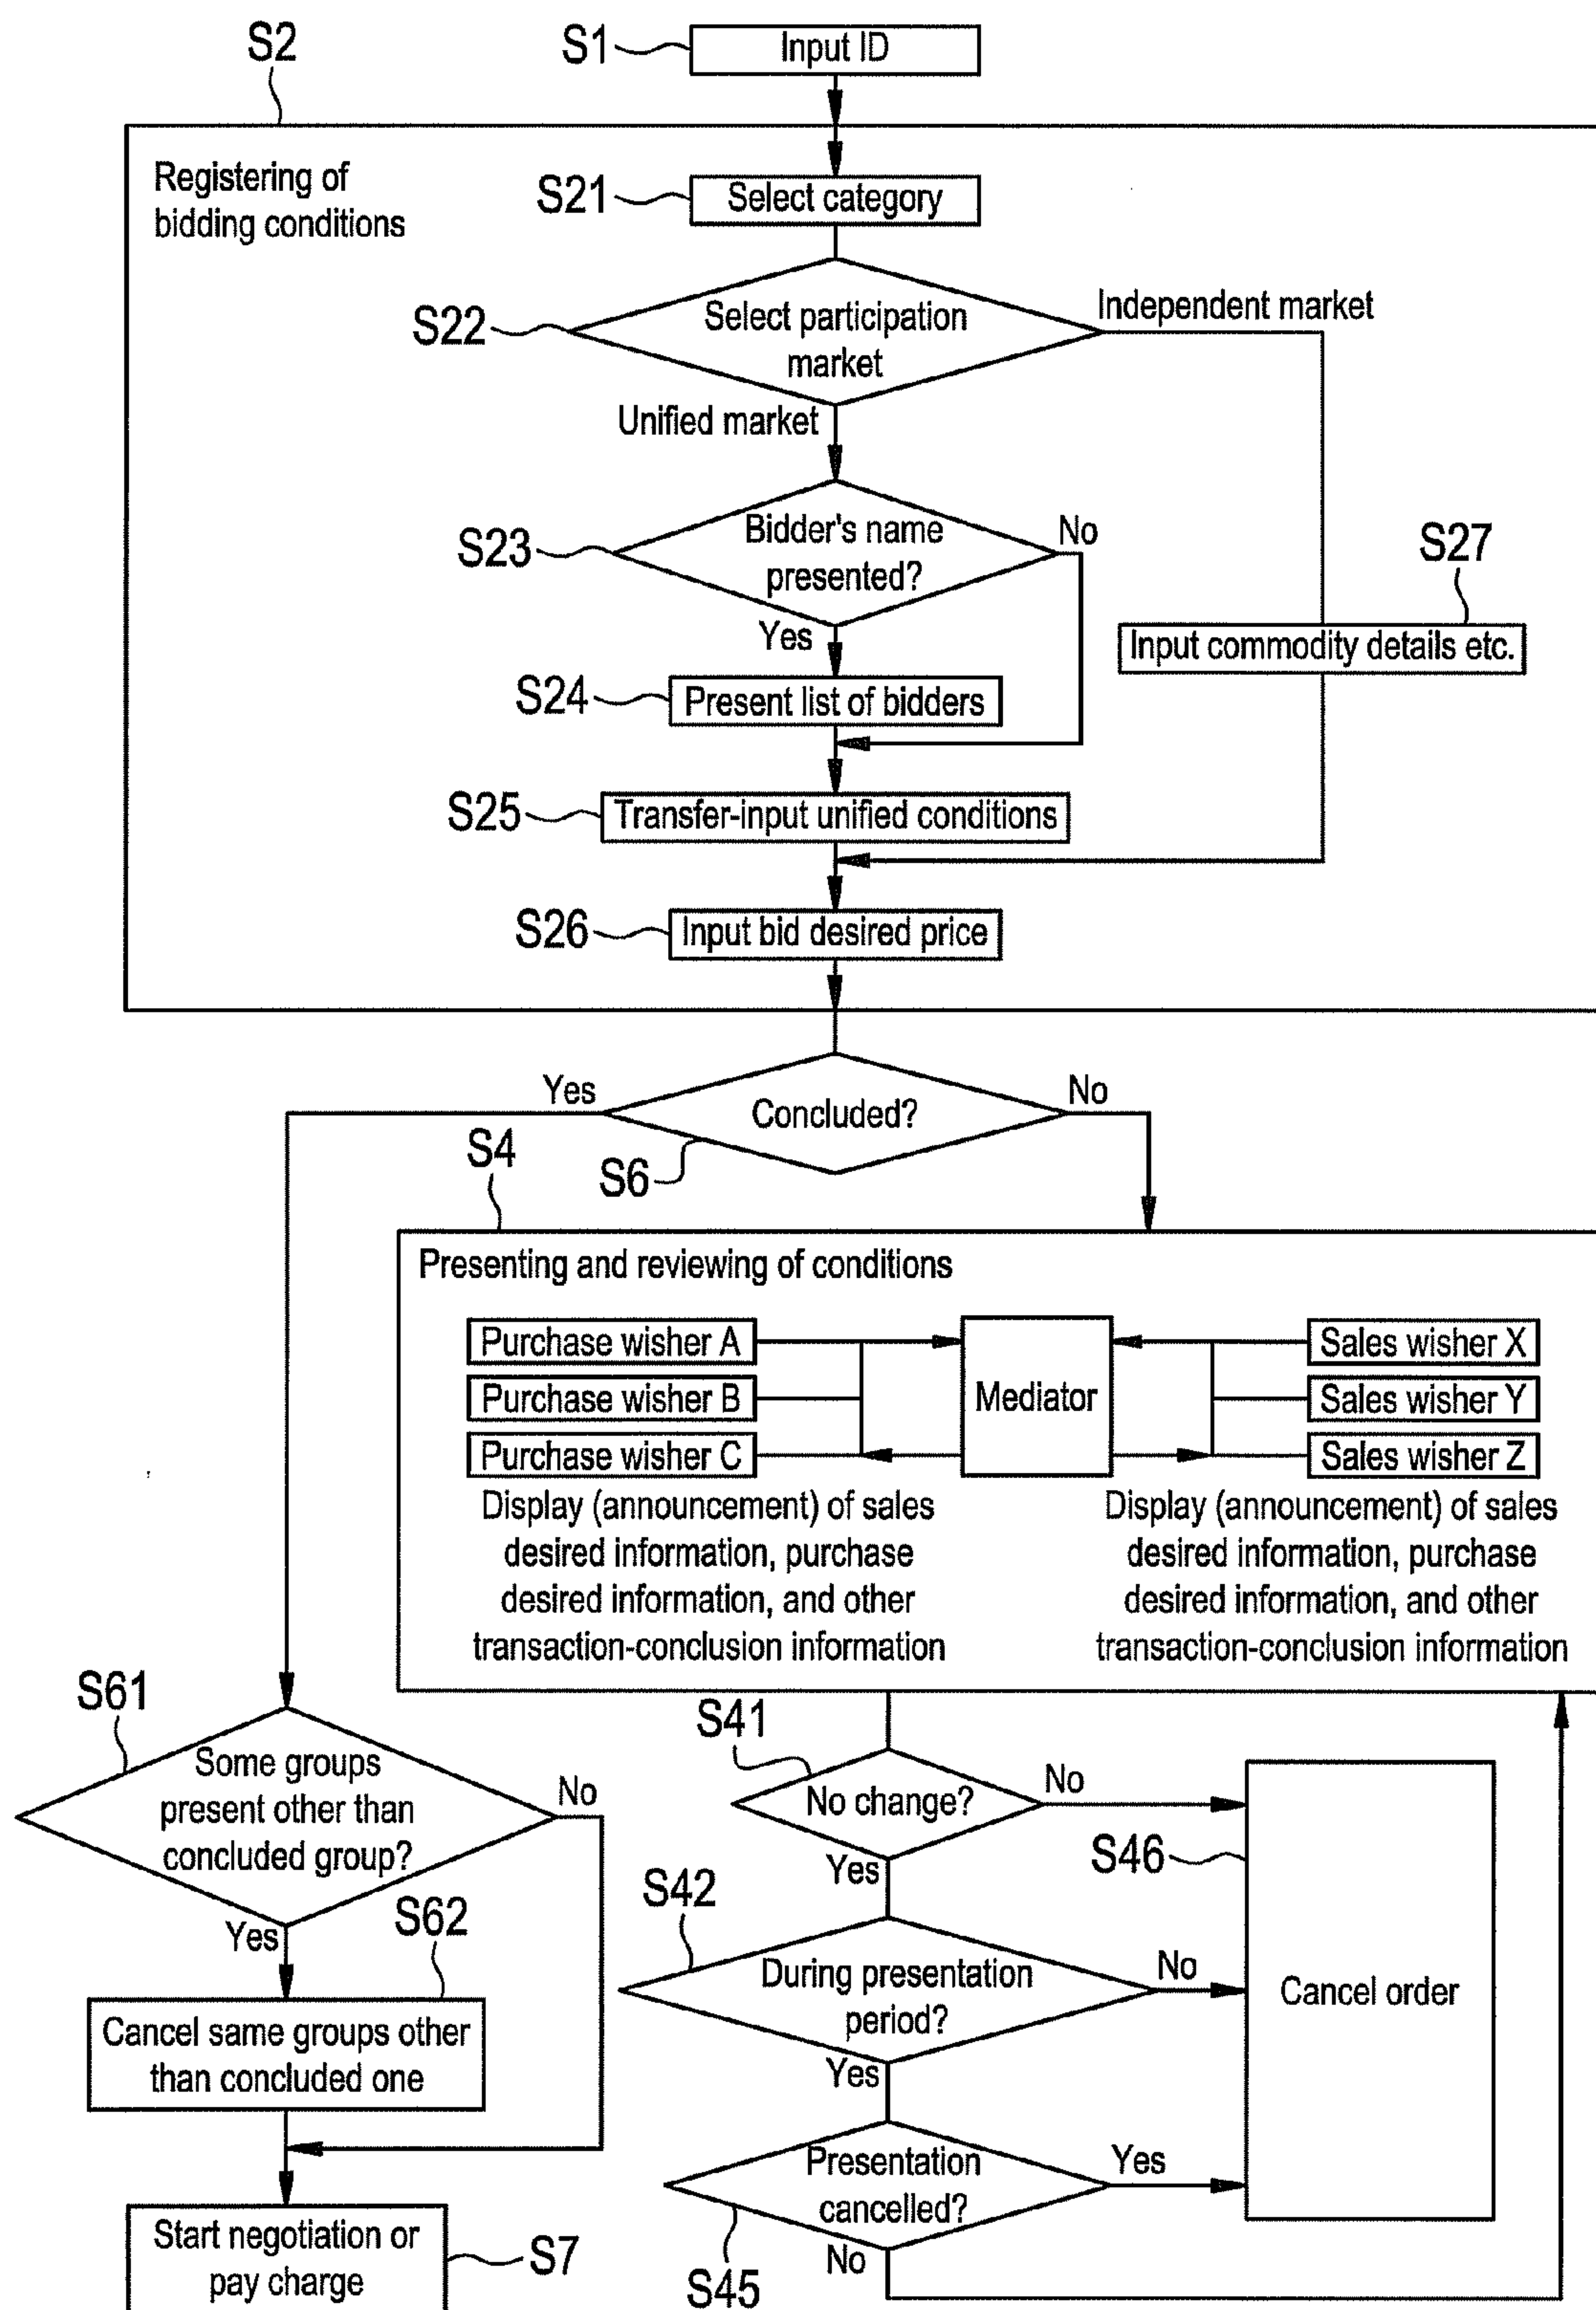 S1
Input ID
S2
Registering of
bidding conditions
S21
Select category
S22
Select participation
market
Independent market
Unified market
S23
Bidder's name
presented?
No
S27
Yes
Input commodity details etc.
S24
Present list of bidders
S25
Transfer-input unified conditions
S26
Input bid desired price
Yes
Concluded?
No
S6
S4
Presenting and reviewing of conditions
Purchase wisher A
Purchase wisher B
Purchase wisher C
Mediator
Sales wisher X
Sales wisher Y
Sales wisher Z
Display (announcement) of sales
desired information, purchase
desired information, and other
transaction-conclusion information
Display (announcement) of sales
desired information, purchase
desired information, and other
transaction-conclusion information
S61
Some groups
present other than
concluded group?
No
Yes
S62
Cancel same groups other
than concluded one
Start negotiation or
pay charge
S7
S41
No change?
No
Yes
S46
Cancel order
S42
During presentation
period?
No
Yes
Presentation
cancelled?
Yes
No
S45